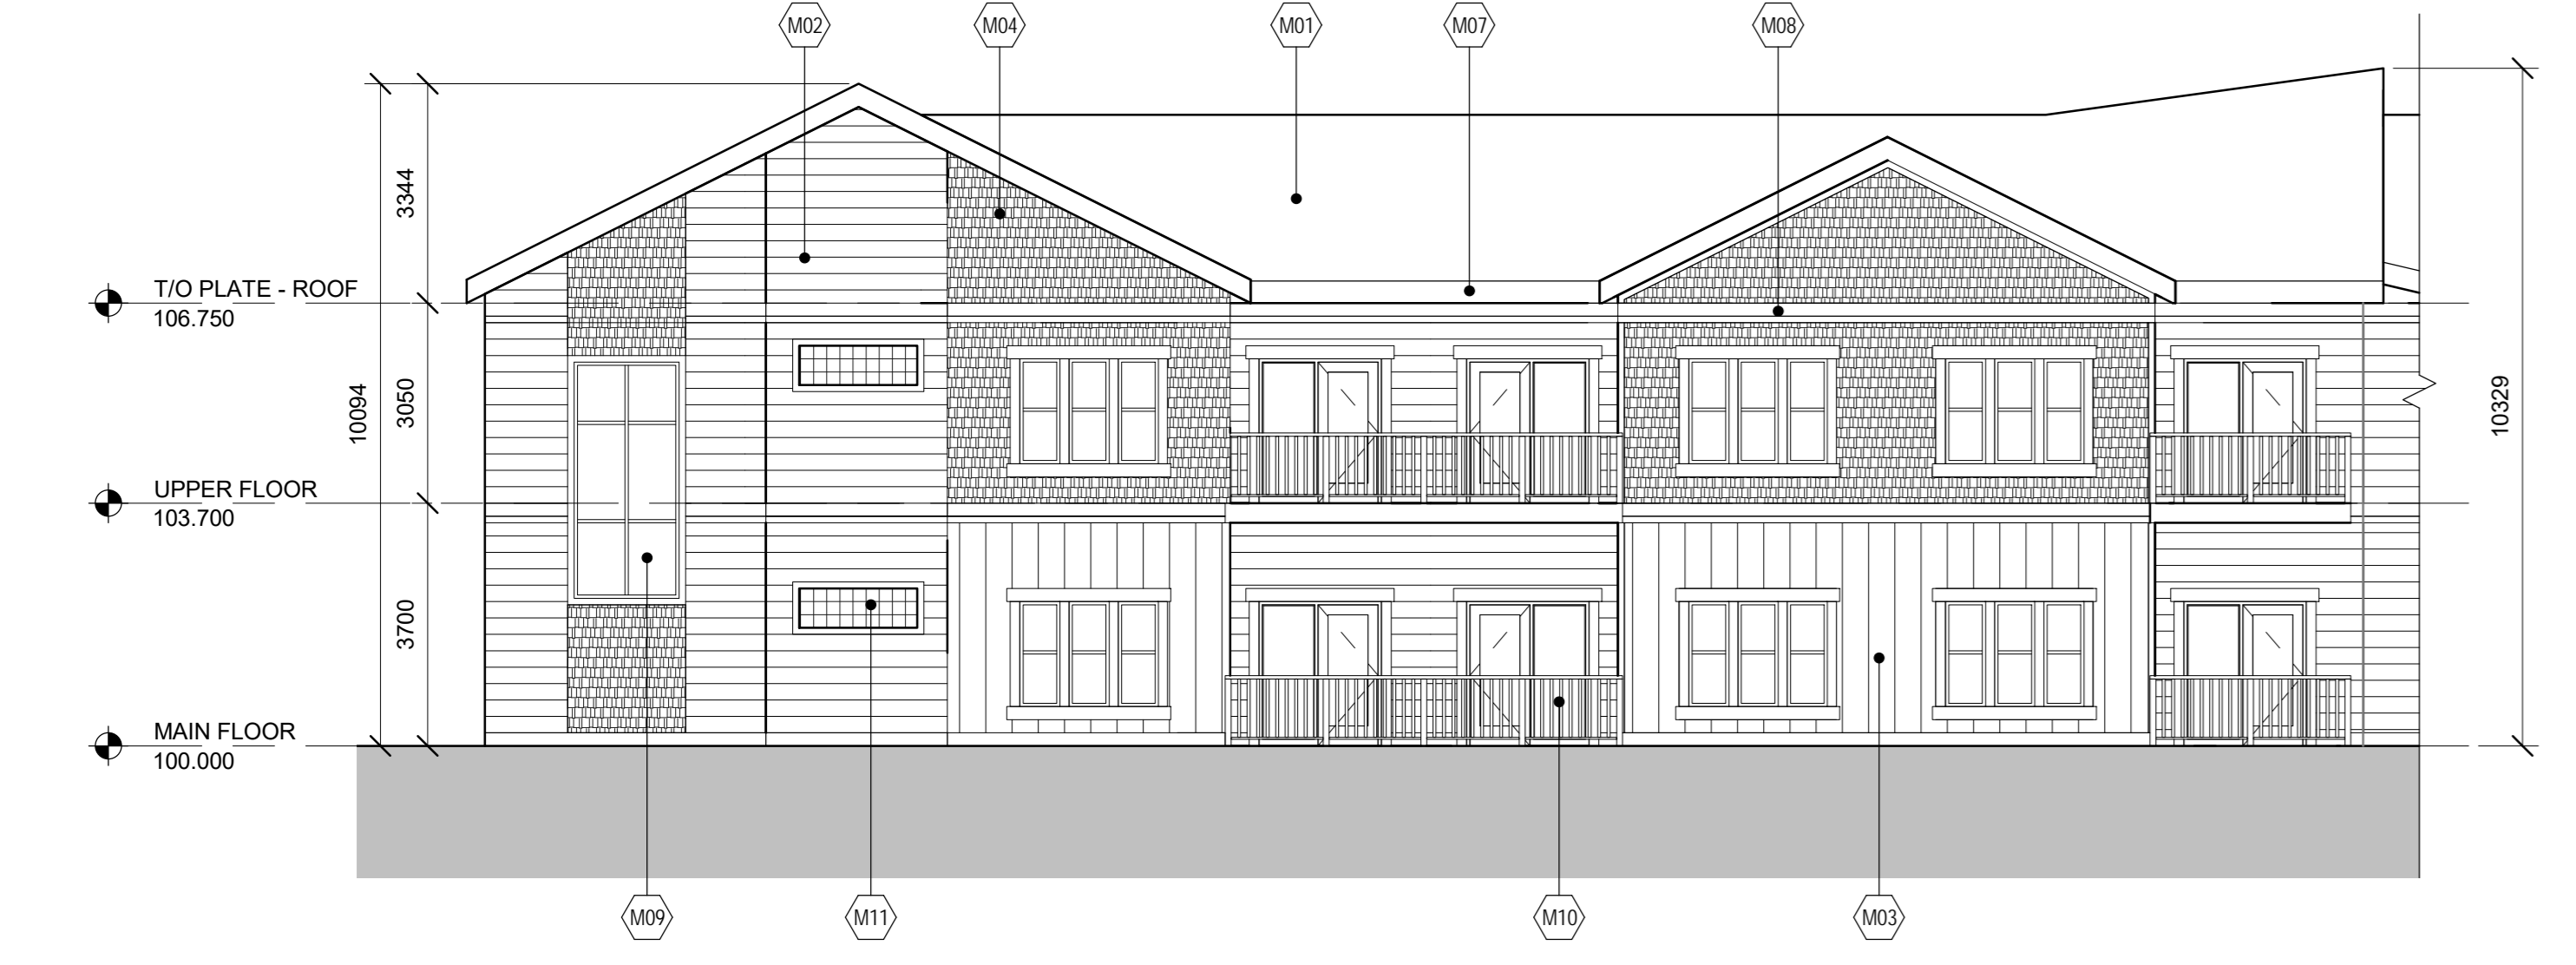 M02
M04
M01
M07
M08
3344
T/O PLATE - ROOF
106.750
10094
3050
10329
UPPER FLOOR
103.700
3700
MAIN FLOOR
100.000
M09
M11
M10
M03